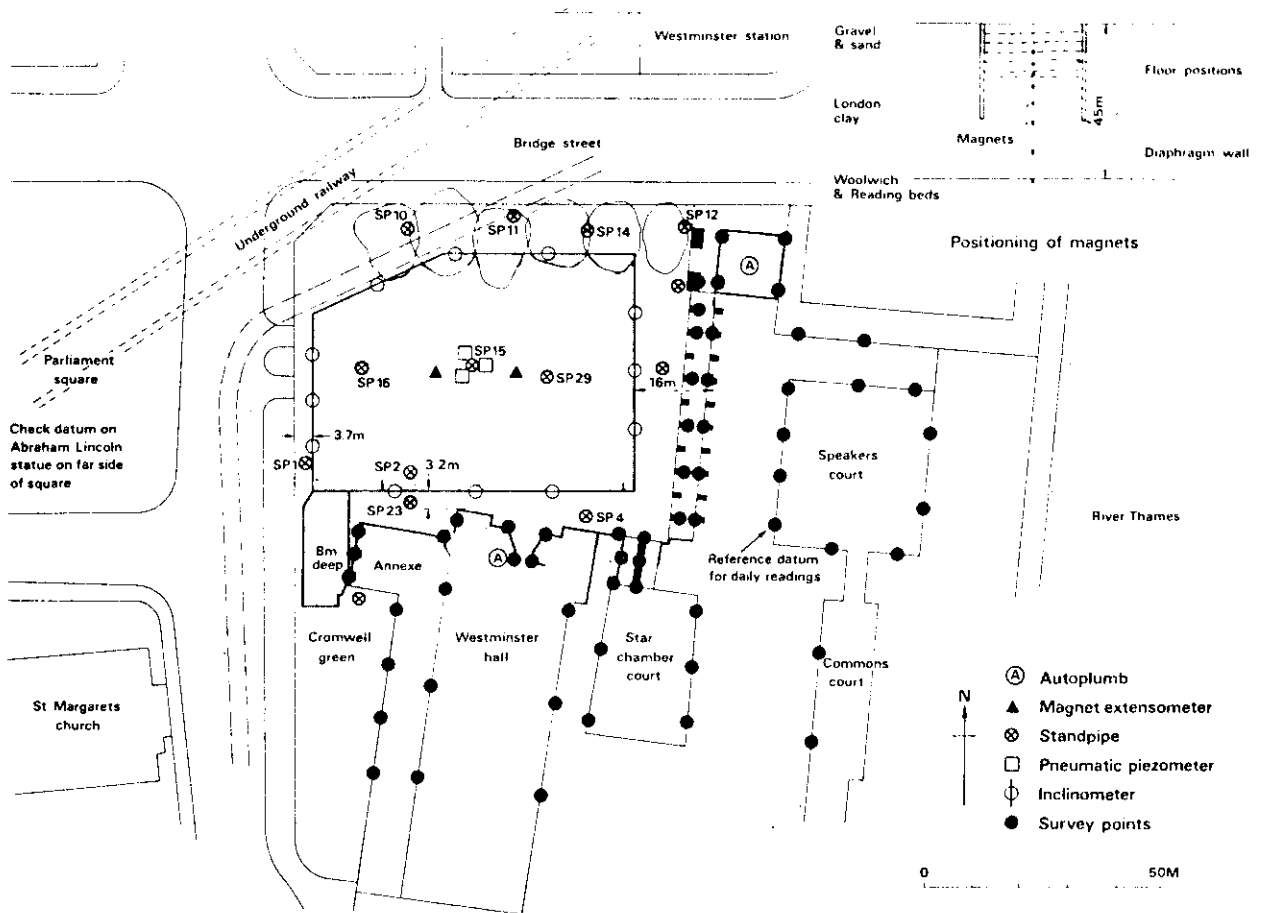 Westminster station
Gravel
& sand
Floor positions
London
clay
45m
Magnets
Diaphragm wall
Woolwich
& Reading beds
Positioning of magnets
Bridge street
Underground railway
SP10
SP11
SP14
SP12
A
Parliament
square
SP15
SP16
SP29
16m
Check datum on
Abraham Lincoln
statue on far side
of square
3.7m
SP1
SP2
3.2m
SP23
SP4
Speakers
court
River Thames
Reference datum
for daily readings
8m
deep
Annexe
A
Cromwell
green
Westminster
hall
Star
chamber
court
Commons
court
St Margarets
church
N
A Autoplumb
Magnet extensometer
Standpipe
Pneumatic piezometer
Inclinometer
Survey points
0 50M